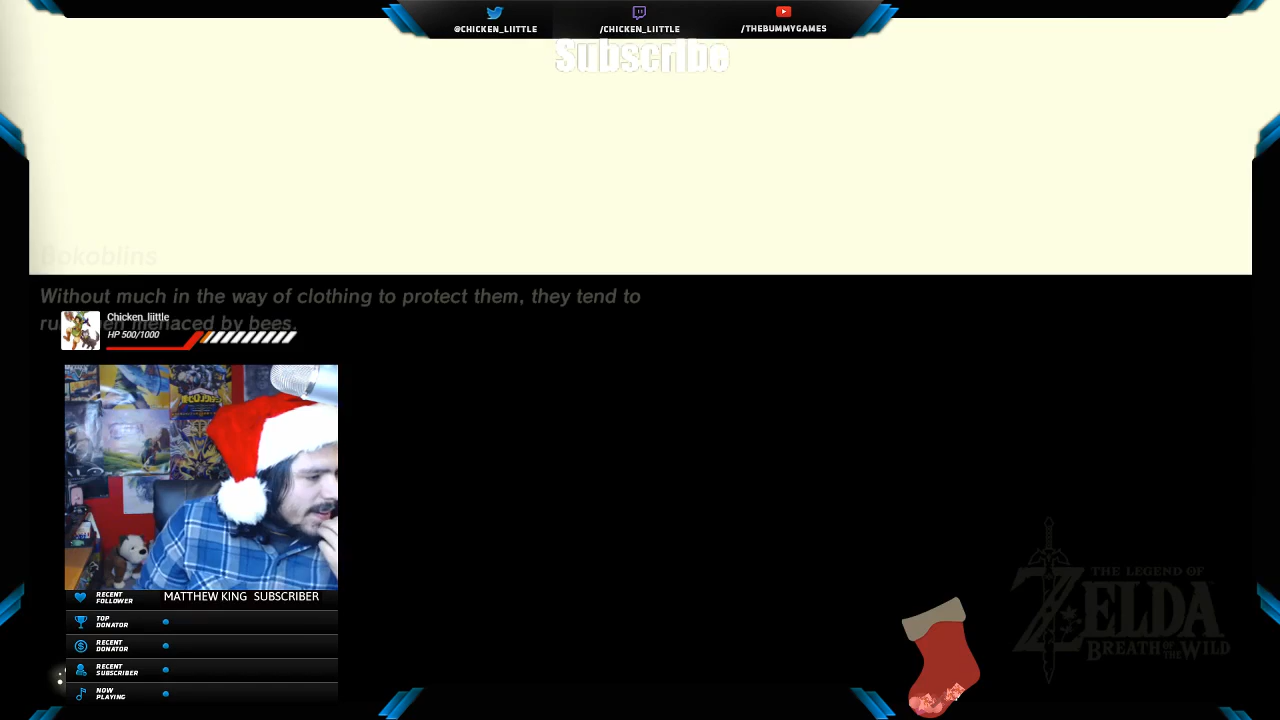 @CHICKEN_LIITTLE
/CHICKEN_LIITTLE
/THEBUMMYGAMES
Subscribe
Bokoblins
Without much in the way of clothing to protect them, they tend to
menaced by bees.
Chicken_liittle
HP 500/1000
RECENT
FOLLOWER
MATTHEW KING SUBSCRIBER
TOP
DONATOR
RECENT
DONATOR
RECENT
SUBSCRIBER
NOW
PLAYING
THE LEGEND OF
ZELDA
BREATH OF THE WILD